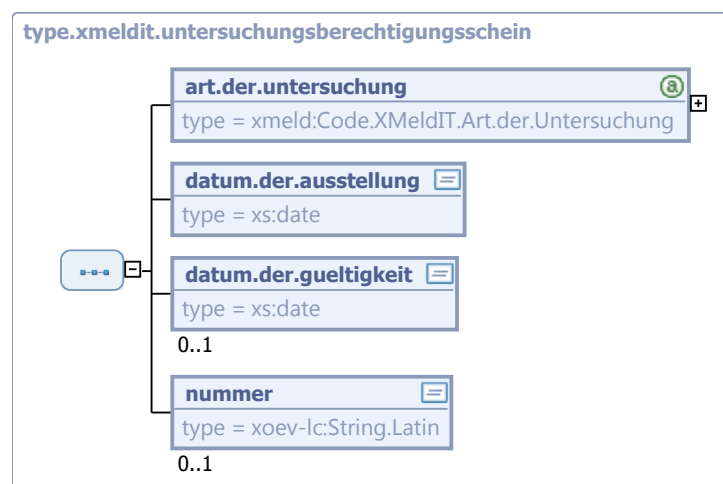 type.xmeldit.untersuchungsberechtigungsschein
art.der.untersuchung
type = xmeld:Code.XMeldIT.Art.der.Untersuchung
datum.der.ausstellung
type = xs:date
datum.der.gueltigkeit
type = xs:date
0..1
nummer
type = xoev-lc:String.Latin
0..1